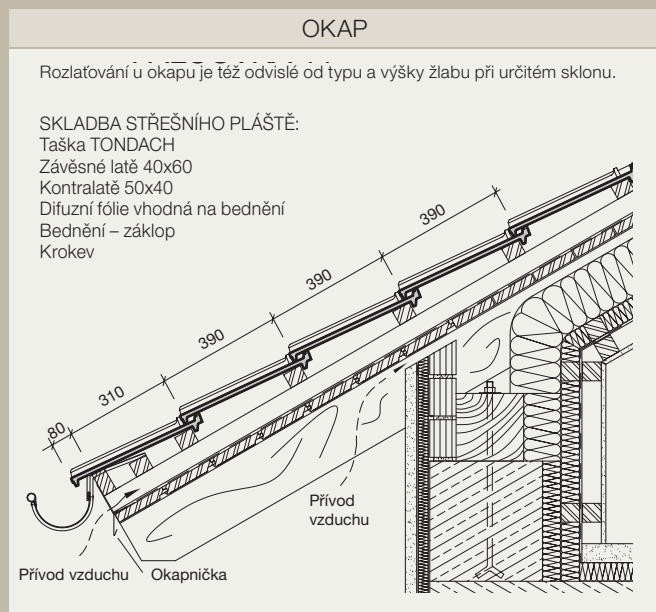 OKAP
Rozlaťování u okapu je též odvislé od typu a výšky žlabu při určitém sklonu.
SKLADBA STŘEŠNÍHO PLÁŠTĚ:
Taška TONDACH
Závěsné latě 40x60
Kontralatě 50x40
Difuzní fólie vhodná na bednění
Bednění – záklop
Krokev
390
390
390
310
80
Přívod
vzduchu
Přívod vzduchu
Okapnička